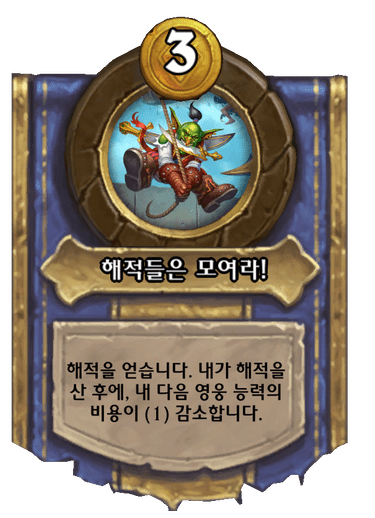 3
해적들은 모여라!
해적을 얻습니다. 내가 해적을
산 후에, 내 다음 영웅 능력의
비용이 (1) 감소합니다.